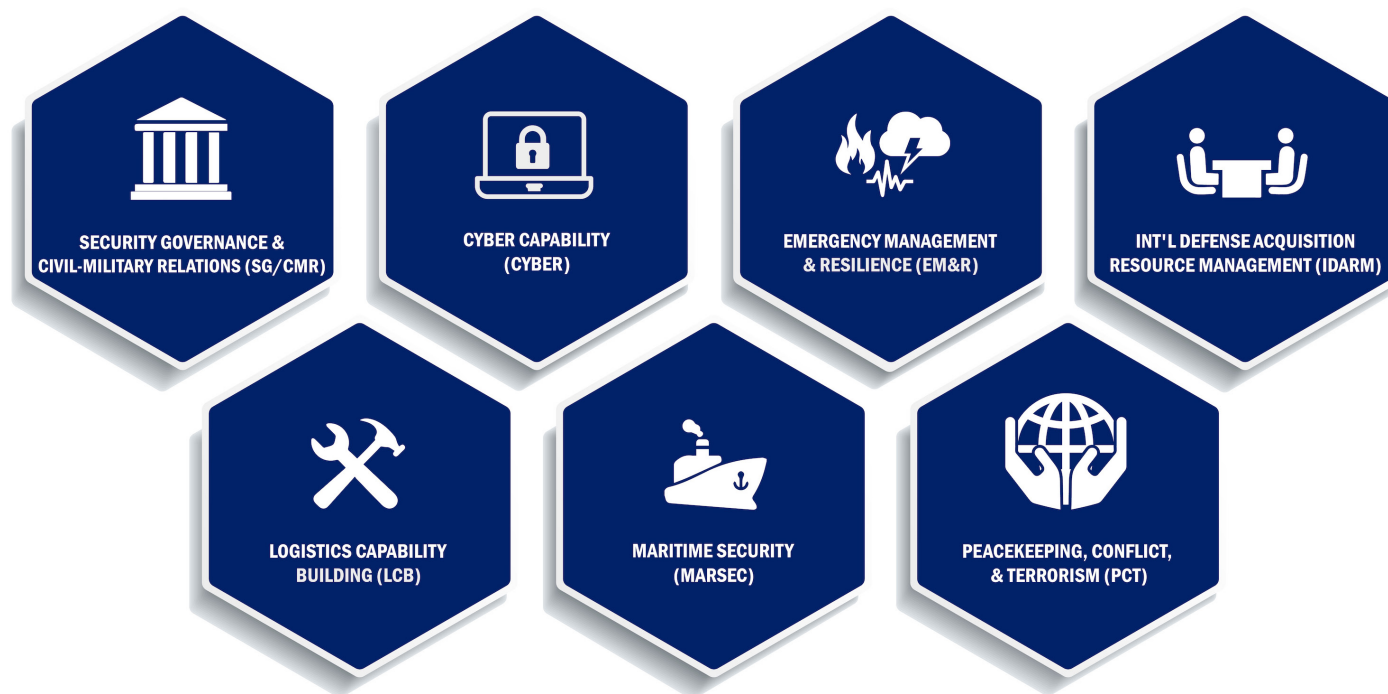 SECURITY GOVERNANCE &
CIVIL-MILITARY RELATIONS (SG/CMR)
CYBER CAPABILITY
(CYBER)
EMERGENCY MANAGEMENT
& RESILIENCE (EM&R)
INT'L DEFENSE ACQUISITION
RESOURCE MANAGEMENT (IDARM)
LOGISTICS CAPABILITY
BUILDING (LCB)
MARITIME SECURITY
(MARSEC)
PEACEKEEPING, CONFLICT,
& TERRORISM (PCT)